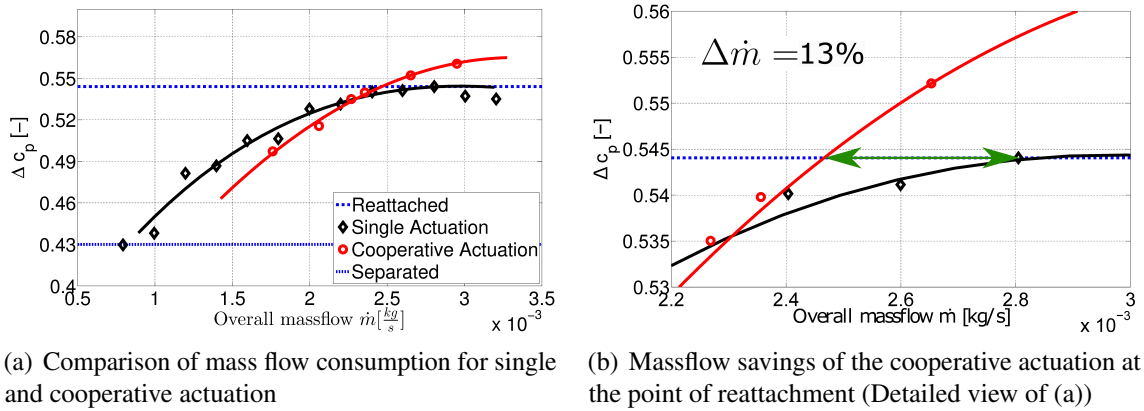 0.58
0.55
0.52
0.49
0.46
0.43
0.4
Δ c_p [-]
Reattached
Single Actuation
Cooperative Actuation
Separated
0.5
1
1.5
2
2.5
3
3.5
Overall massflow ṁ[kg/s]
x 10^-3
0.56
0.555
0.55
0.545
0.54
0.535
0.53
Δ c_p [-]
Δṁ =13%
2.2
2.4
2.6
2.8
3
Overall massflow ṁ [kg/s]
x 10^-3
(a) Comparison of mass flow consumption for single
and cooperative actuation
(b) Massflow savings of the cooperative actuation at
the point of reattachment (Detailed view of (a))